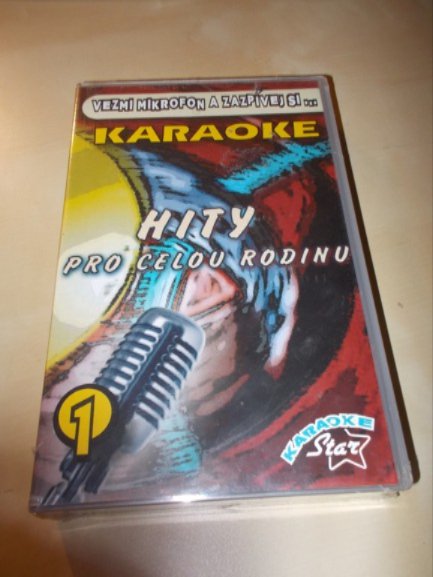 VEZMI MIKROFON A ZAZPÍVEJ SI ...
KARAOKE
HITY
PRO CELOU RODINU
1
KARAOKE
Star